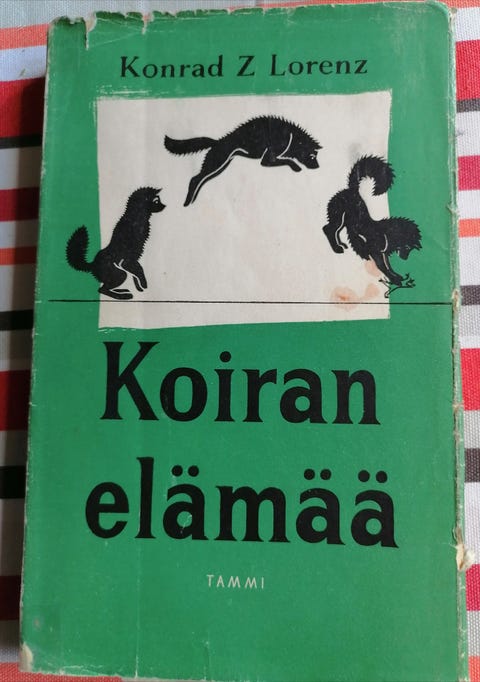 Konrad Z Lorenz
Koiran
elämää
TAMMI